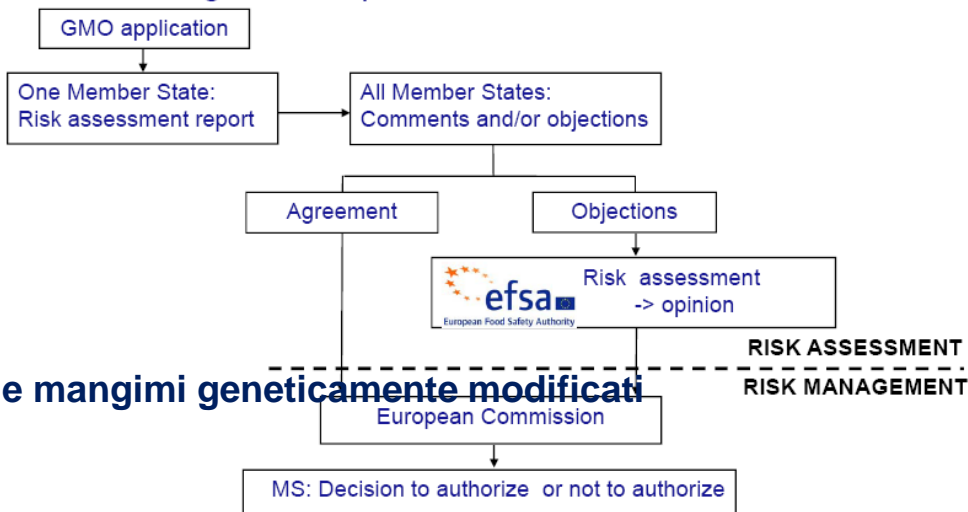 GMO application
One Member State:
Risk assessment report
All Member States:
Comments and/or objections
Agreement
Objections
efsa
European Food Safety Authority
Risk assessment
-> opinion
RISK ASSESSMENT
RISK MANAGEMENT
e mangimi geneticamente modificati
European Commission
MS: Decision to authorize or not to authorize